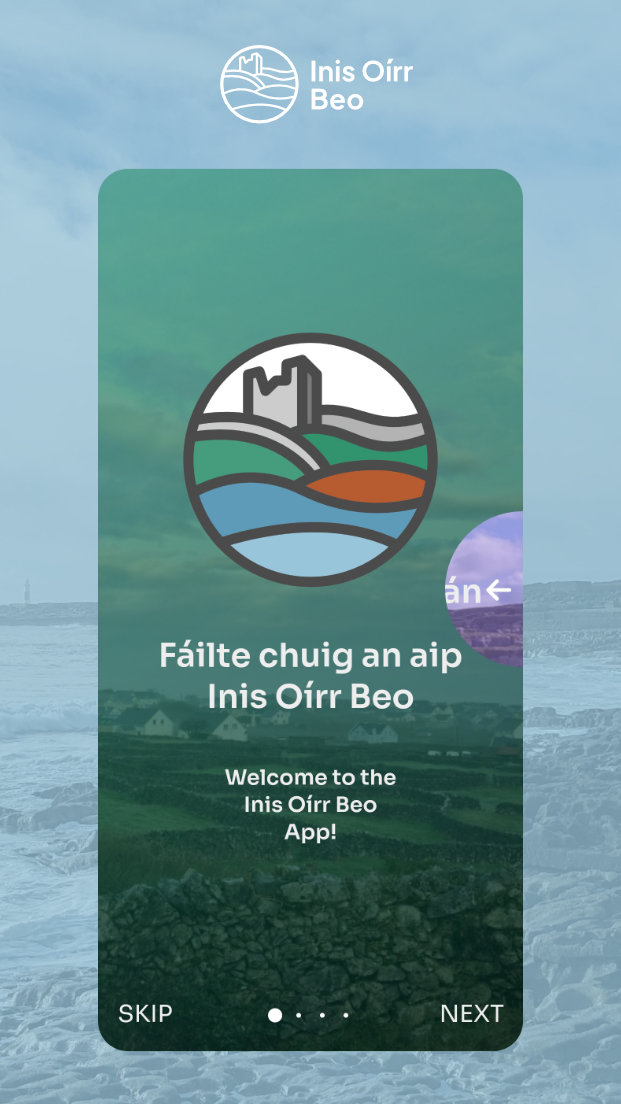 Inis Oírr
Beo
Fáilte chuig an aip
Inis Oírr Beo
Welcome to the
Inis Oírr Beo
App!
SKIP
NEXT